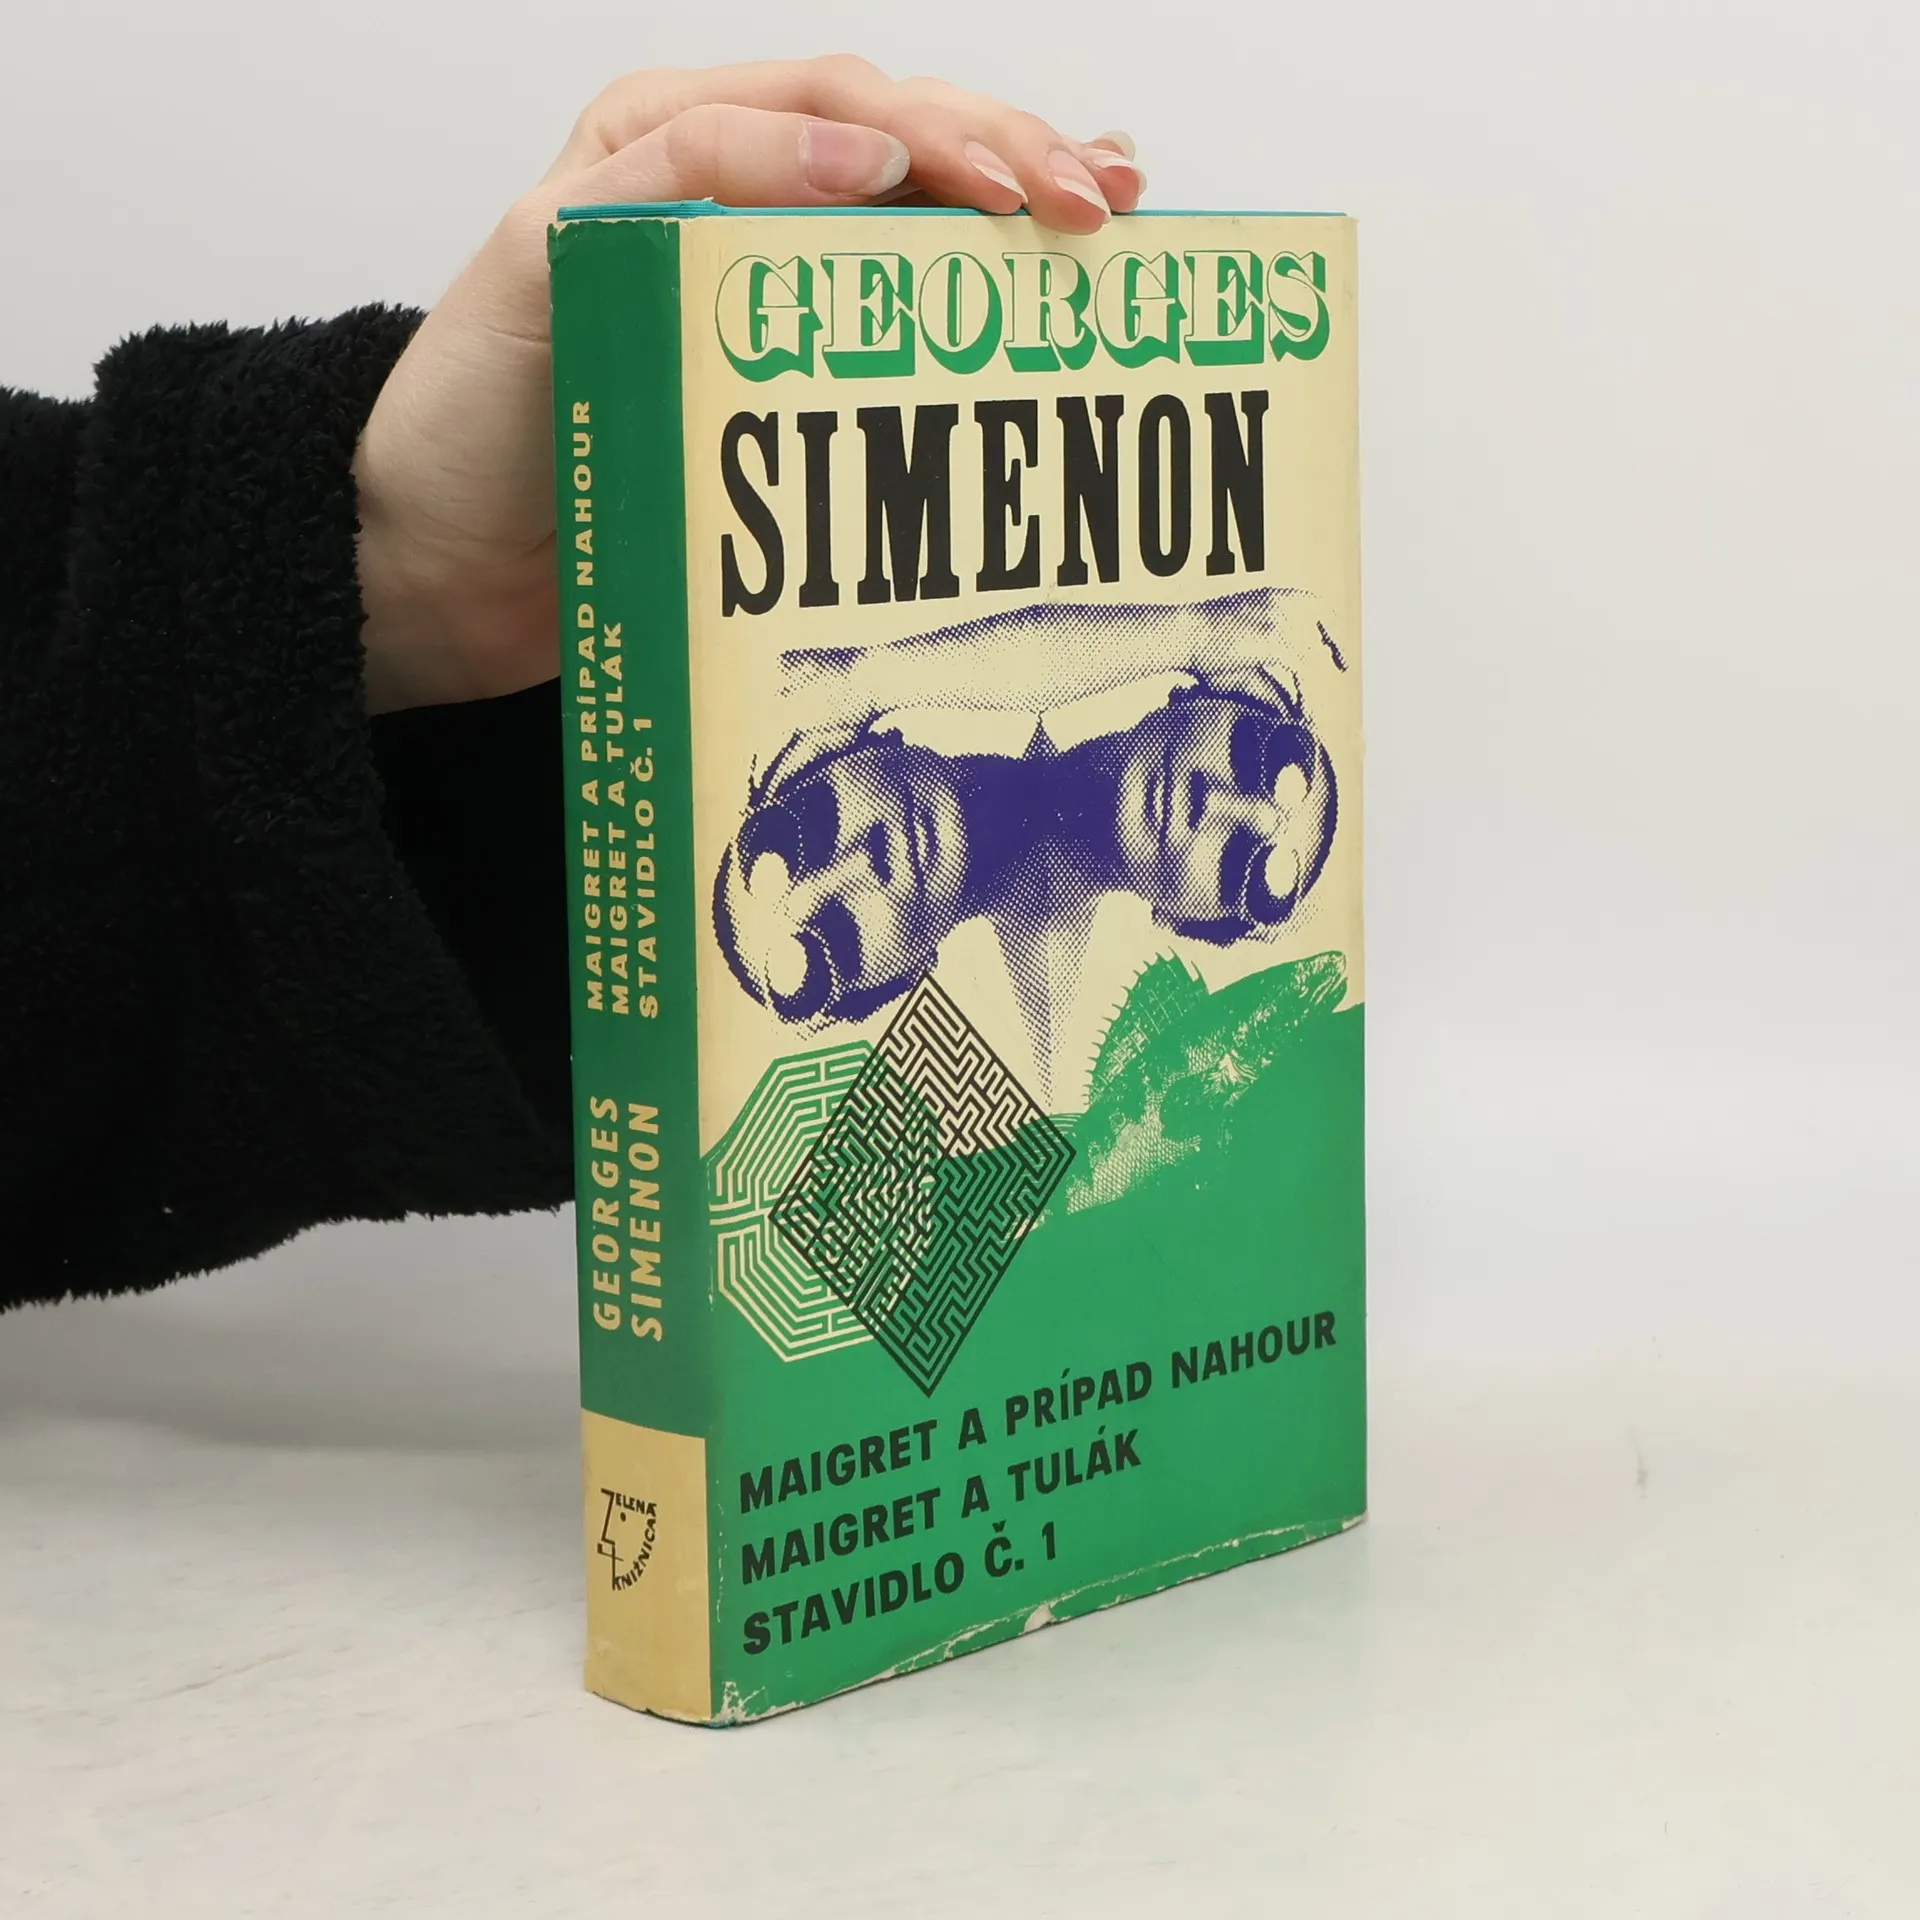 GEORGES
SIMENON
MAIGRET A PRÍPAD NAHOUR
MAIGRET A TULÁK
STAVIDLO Č. 1
GEORGES
SIMENON
MAIGRET A PRÍPAD NAHOUR
MAIGRET A TULÁK
STAVIDLO Č. 1
ZELENÁ
KNIŽNICA